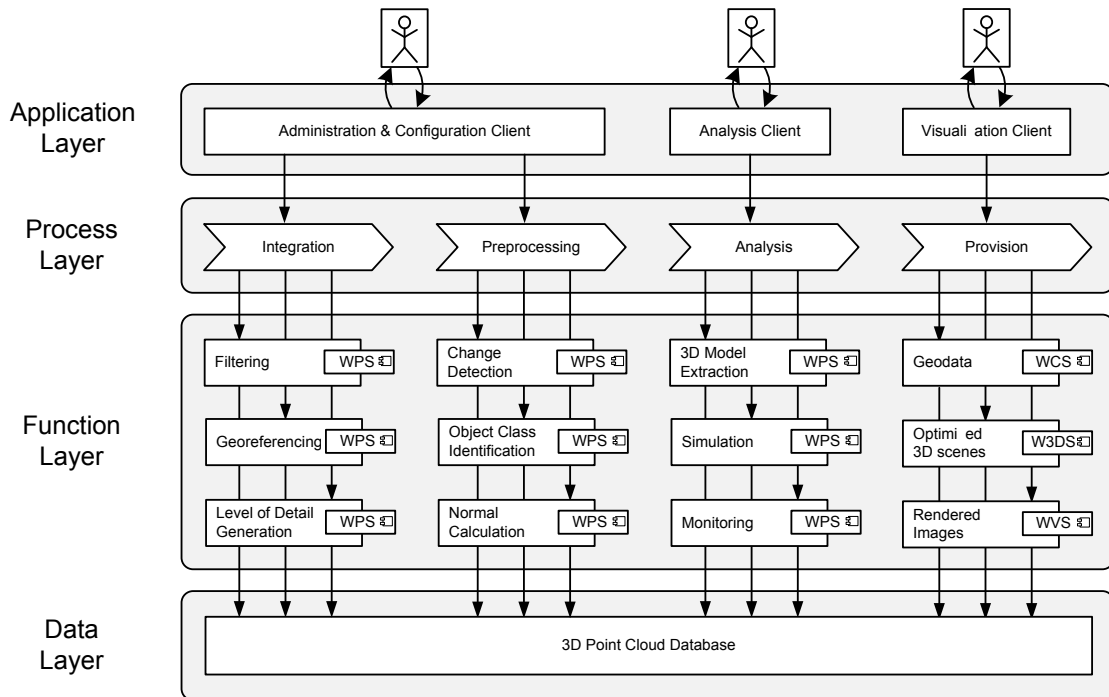 Application
Layer
Administration & Configuration Client
Analysis Client
Visuali ation Client
Process
Layer
Integration
Preprocessing
Analysis
Provision
Function
Layer
Filtering
WPS
Change
Detection
WPS
3D Model
Extraction
WPS
Geodata
WCS
Georeferencing
WPS
Object Class
Identification
WPS
Simulation
WPS
Optimi ed
3D scenes
W3DS
Level of Detail
Generation
WPS
Normal
Calculation
WPS
Monitoring
WPS
Rendered
Images
WVS
Data
Layer
3D Point Cloud Database